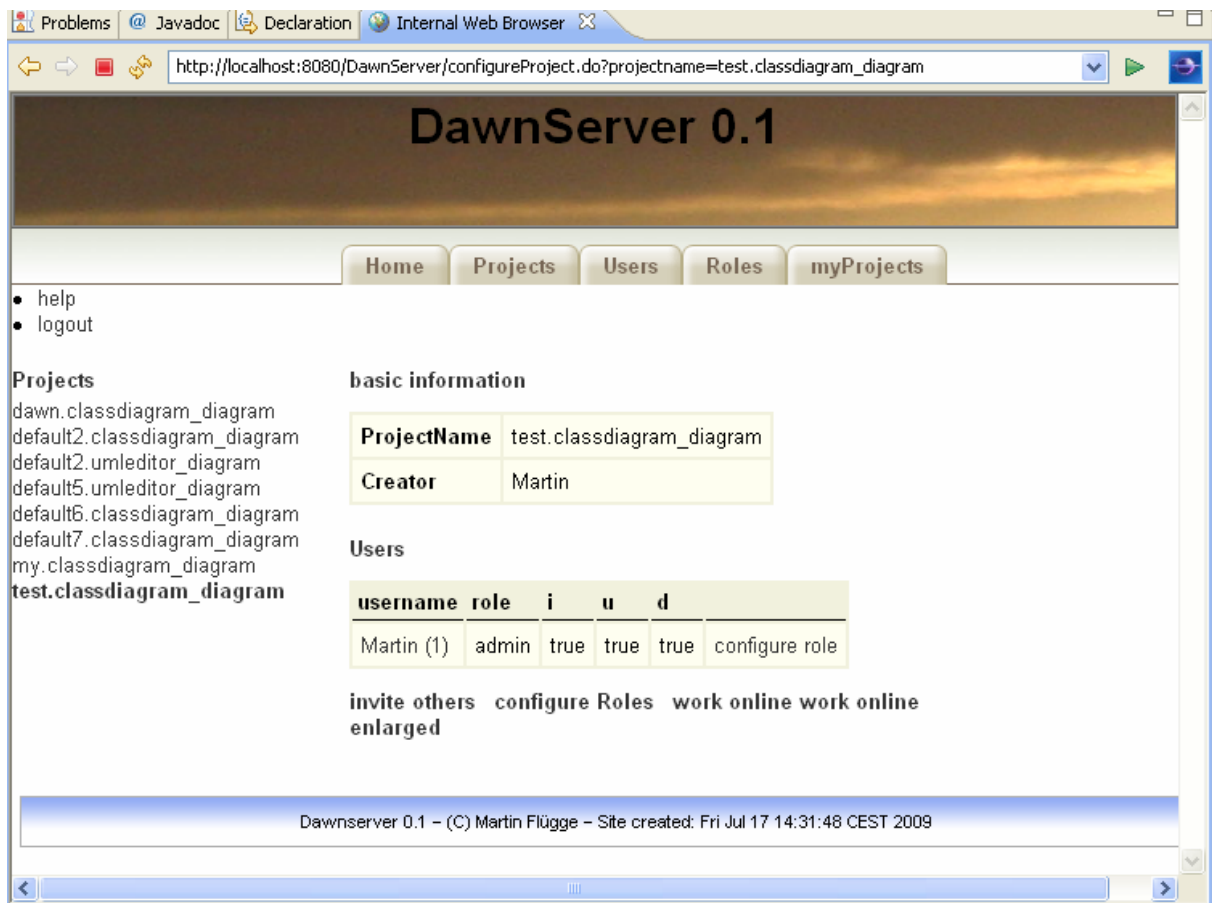 Problems @ Javadoc Declaration Internal Web Browser
http://localhost:8080/DawnServer/configureProject.do?projectname=test.classdiagram_diagram
DawnServer 0.1
Home Projects Users Roles myProjects
help
logout
Projects
dawn.classdiagram_diagram
default2.classdiagram_diagram
default2.umleditor_diagram
default5.umleditor_diagram
default6.classdiagram_diagram
default7.classdiagram_diagram
my.classdiagram_diagram
test.classdiagram_diagram
basic information
ProjectName test.classdiagram_diagram
Creator Martin
Users
username role i u d
Martin (1) admin true true true configure role
invite others configure Roles work online work online
enlarged
Dawnserver 0.1 – (C) Martin Flügge – Site created: Fri Jul 17 14:31:48 CEST 2009